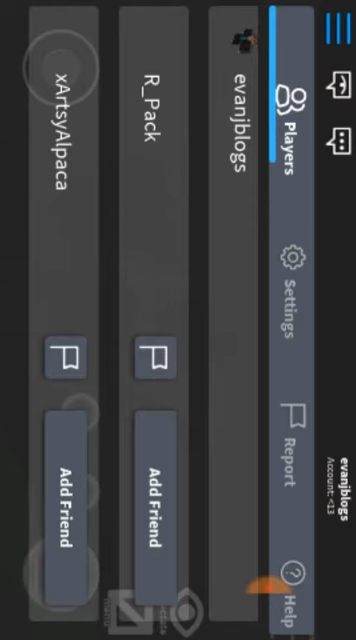 evanjblogs
Account: <13
Players
Settings
Report
Help
evanjblogs
R_Pack
Add Friend
xArtsyAlpaca
Add Friend